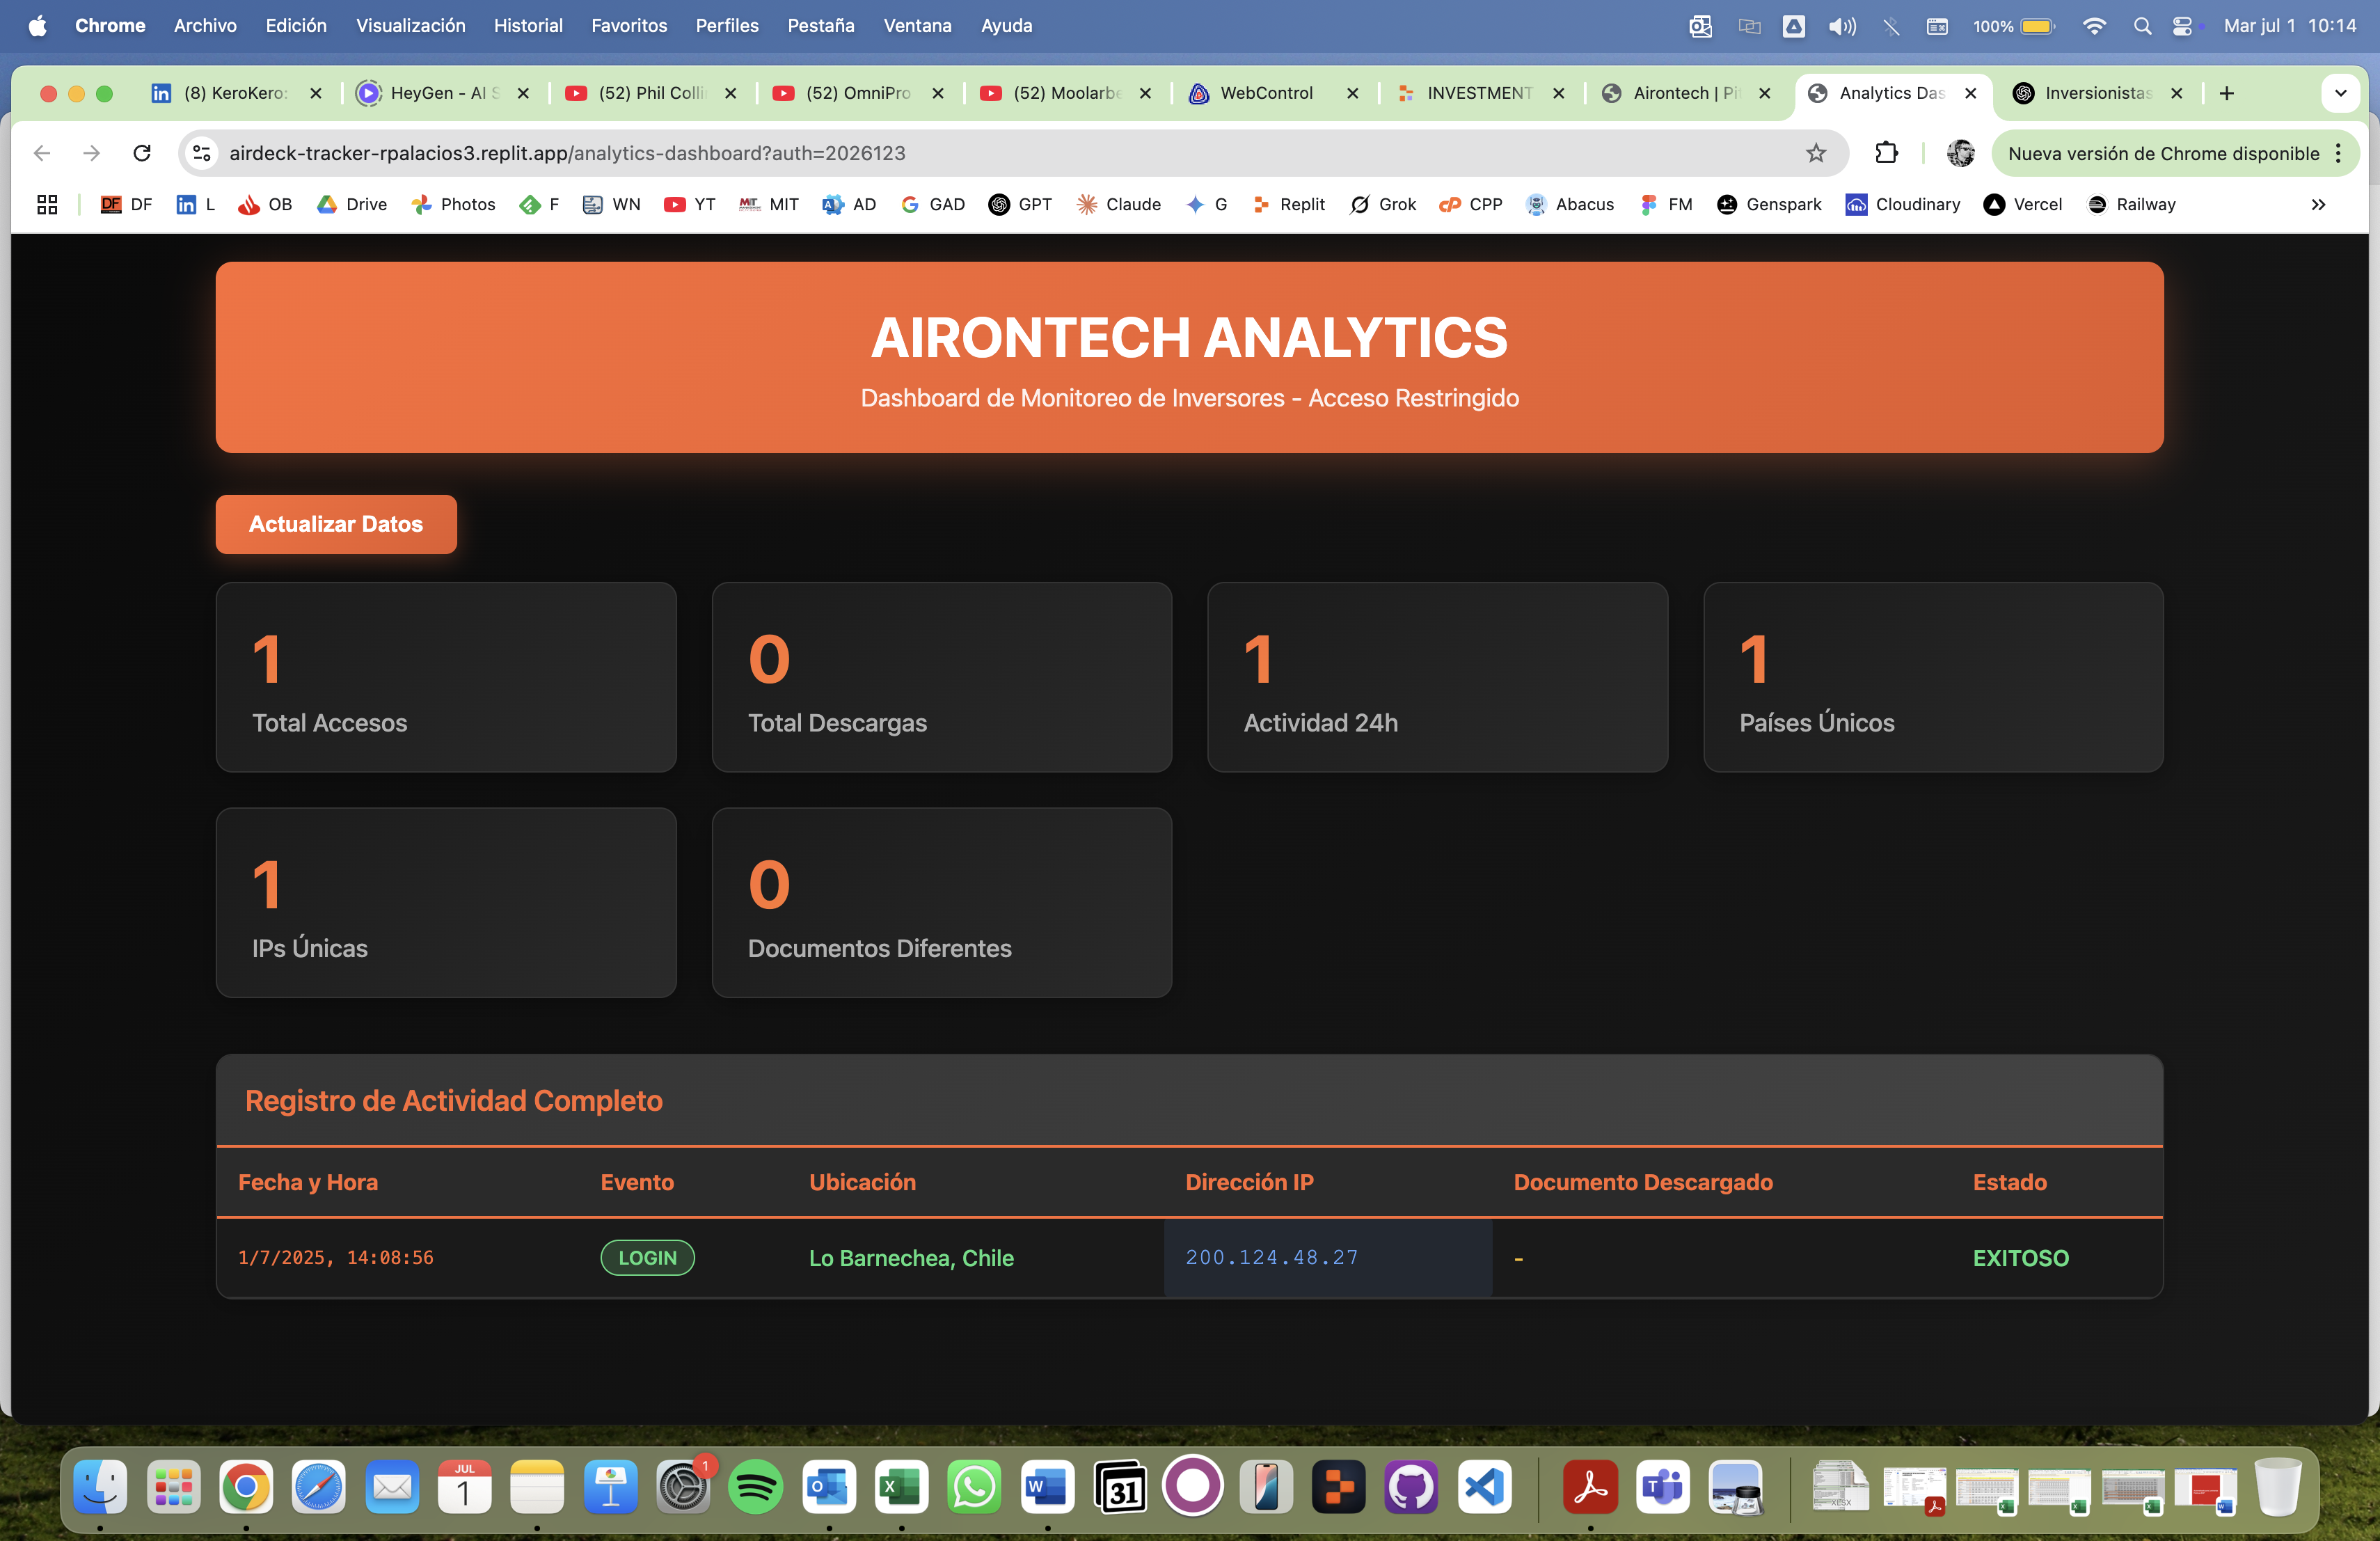 Chrome Archivo Edición Visualización Historial Favoritos Perfiles Pestaña Ventana Ayuda 100% Mar jul 1 10:14
(8) KeroKero: HeyGen - AI S (52) Phil Colli (52) OmniPro (52) Moolarbe WebControl INVESTMENT Airontech | Pit Analytics Das Inversionistas
airdeck-tracker-rpalacios3.replit.app/analytics-dashboard?auth=2026123 Nueva versión de Chrome disponible
DF DF L OB Drive Photos F WN YT MIT AD GAD GPT Claude G Replit Grok CPP Abacus FM Genspark Cloudinary Vercel Railway
AIRONTECH ANALYTICS
Dashboard de Monitoreo de Inversores - Acceso Restringido
Actualizar Datos
1 0 1 1
Total Accesos Total Descargas Actividad 24h Países Únicos
1 0
IPs Únicas Documentos Diferentes
Registro de Actividad Completo
Fecha y Hora Evento Ubicación Dirección IP Documento Descargado Estado
1/7/2025, 14:08:56 LOGIN Lo Barnechea, Chile 200.124.48.27 - EXITOSO
JUL
1
1
31
XLSX